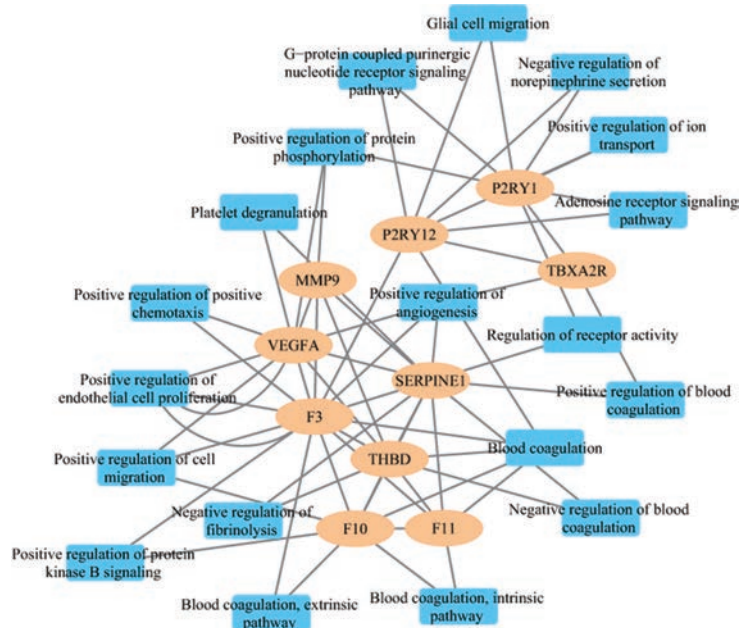 Glial cell migration
G−protein coupled purinergic
nucleotide receptor signaling
pathway
Negative regulation of
norepinephrine secretion
Positive regulation of protein
phosphorylation
Positive regulation of ion
transport
P2RY1
Platelet degranulation
Adenosine receptor signaling
pathway
P2RY12
MMP9
TBXA2R
Positive regulation of positive
chemotaxis
Positive regulation of
angiogenesis
VEGFA
Regulation of receptor activity
Positive regulation of
endothelial cell proliferation
SERPINE1
Positive regulation of blood
coagulation
F3
Blood coagulation
Positive regulation of cell
migration
THBD
Negative regulation of
fibrinolysis
Negative regulation of blood
coagulation
F10
F11
Positive regulation of protein
kinase B signaling
Blood coagulation, extrinsic
pathway
Blood coagulation, intrinsic
pathway